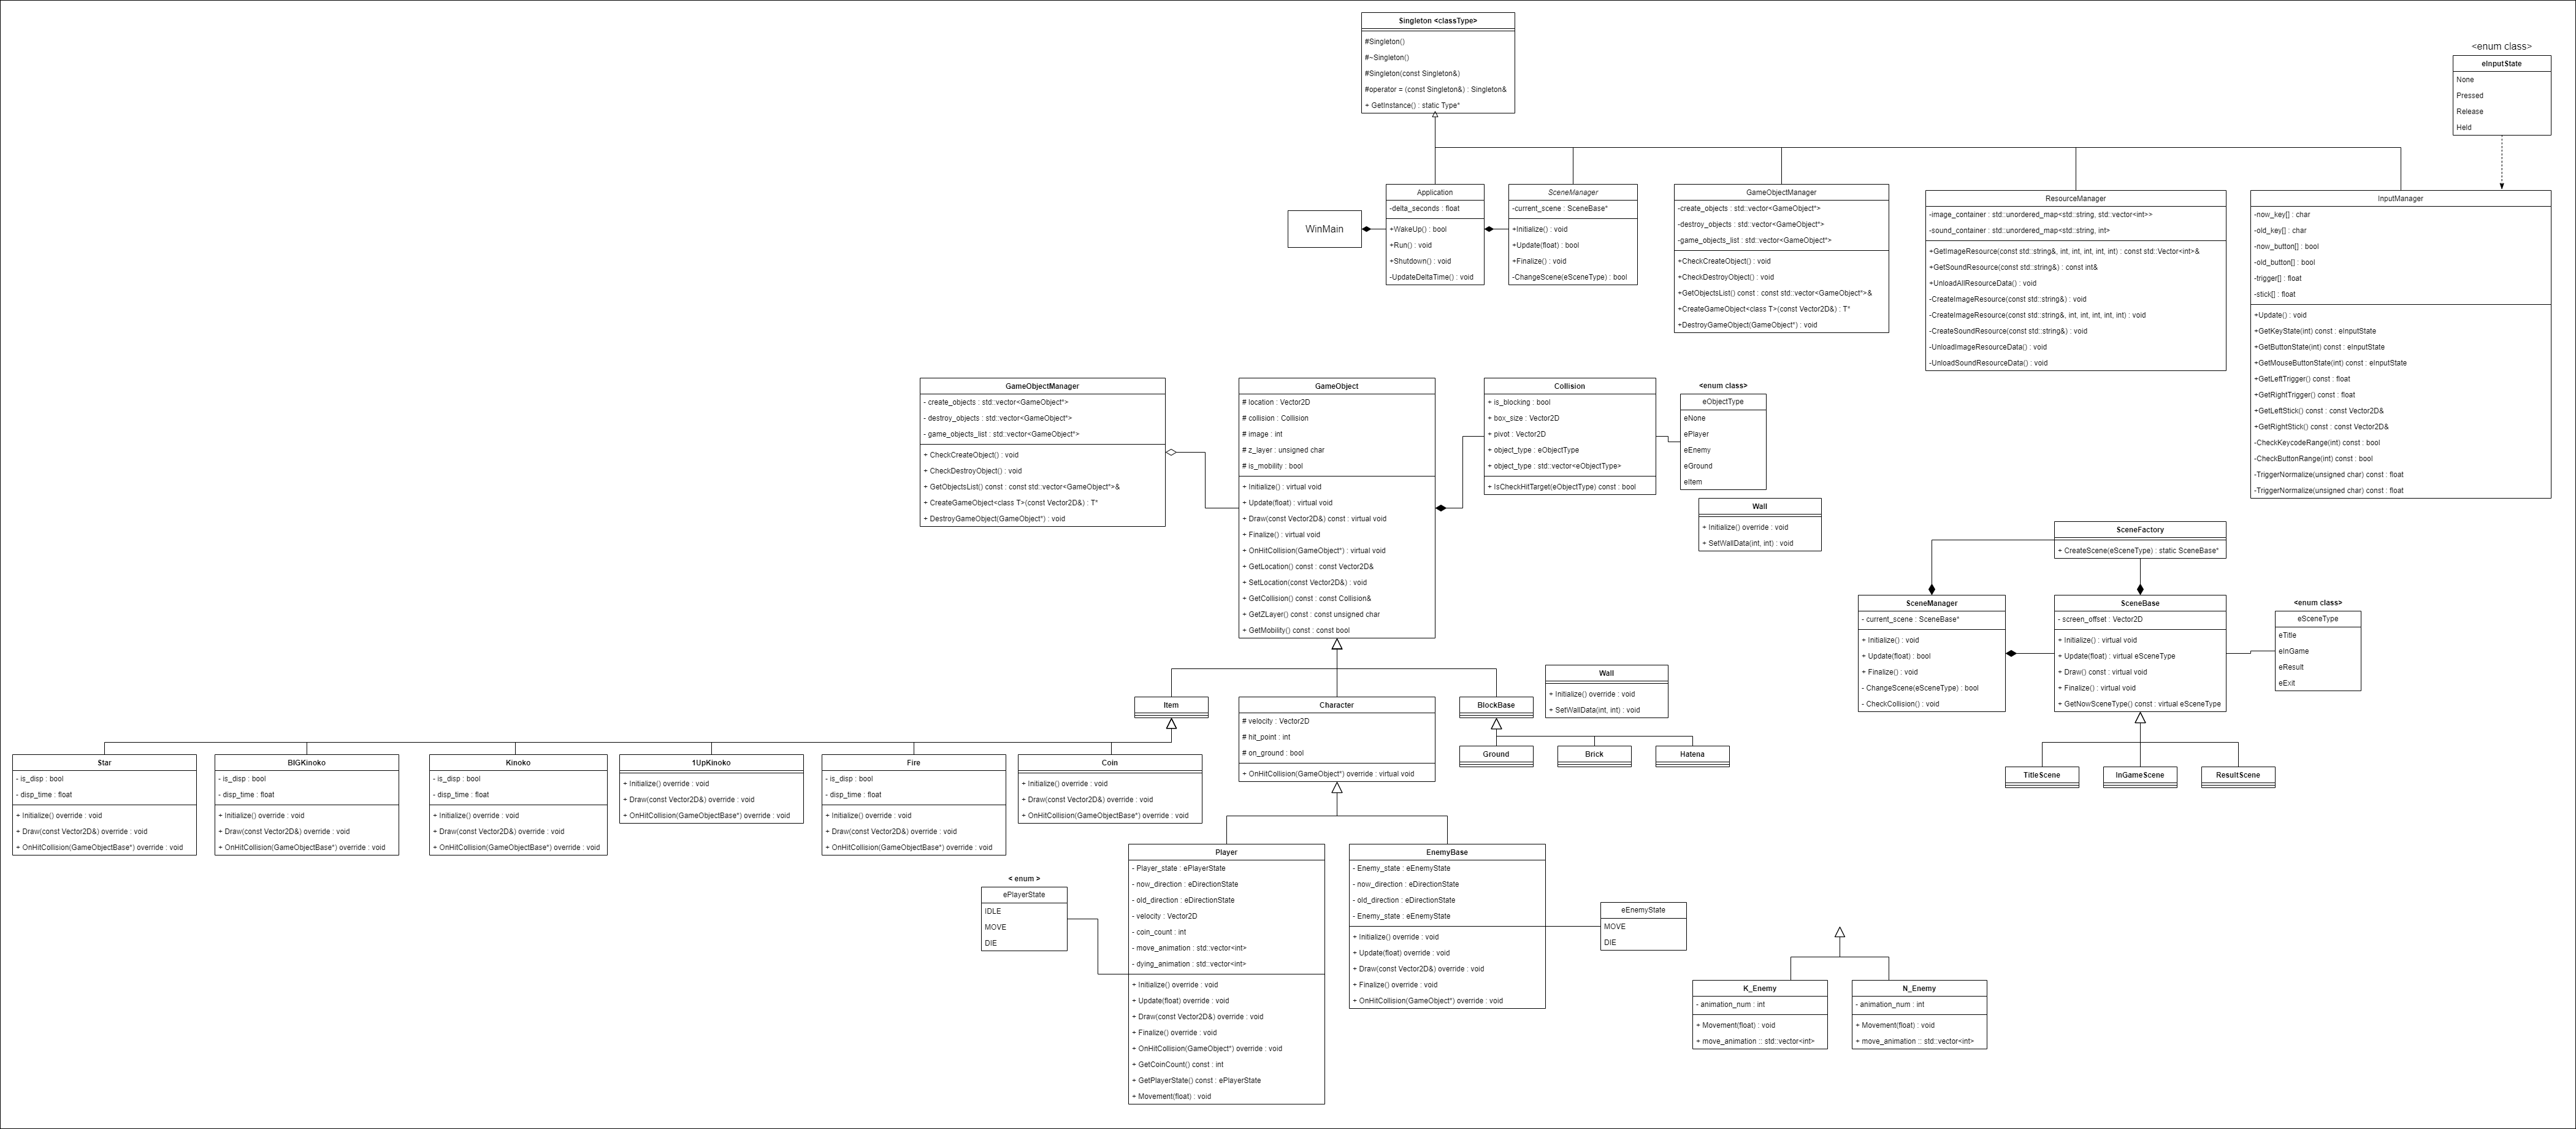 Singleton <classType>
#Singleton()
#~Singleton()
#Singleton(const Singleton&)
#operator = (const Singleton&) : Singleton&
+ GetInstance() : static Type*
<enum class>
eInputState
None
Pressed
Release
Held
WinMain
Application
-delta_seconds : float
+WakeUp() : bool
+Run() : void
+Shutdown() : void
-UpdateDeltaTime() : void
SceneManager
-current_scene : SceneBase*
+Initialize() : void
+Update(float) : bool
+Finalize() : void
-ChangeScene(eSceneType) : bool
GameObjectManager
-create_objects : std::vector<GameObject*>
-destroy_objects : std::vector<GameObject*>
-game_objects_list : std::vector<GameObject*>
+CheckCreateObject() : void
+CheckDestroyObject() : void
+GetObjectsList() const : const std::vector<GameObject*>&
+CreateGameObject<class T>(const Vector2D&) : T*
+DestroyGameObject(GameObject*) : void
ResourceManager
-image_container : std::unordered_map<std::string, std::vector<int>>
-sound_container : std::unordered_map<std::string, int>
+GetImageResource(const std::string&, int, int, int, int, int) : const std::Vector<int>&
+GetSoundResource(const std::string&) : const int&
+UnloadAllResourceData() : void
-CreateImageResource(const std::string&) : void
-CreateImageResource(const std::string&, int, int, int, int, int) : void
-CreateSoundResource(const std::string&) : void
-UnloadImageResourceData() : void
-UnloadSoundResourceData() : void
InputManager
-now_key[] : char
-old_key[] : char
-now_button[] : bool
-old_button[] : bool
-trigger[] : float
-stick[] : float
+Update() : void
+GetKeyState(int) const : eInputState
+GetButtonState(int) const : eInputState
+GetMouseButtonState(int) const : eInputState
+GetLeftTrigger() const : float
+GetRightTrigger() const : float
+GetLeftStick() const : const Vector2D&
+GetRightStick() const : const Vector2D&
-CheckKeycodeRange(int) const : bool
-CheckButtonRange(int) const : bool
-TriggerNormalize(unsigned char) const : float
-TriggerNormalize(unsigned char) const : float
GameObjectManager
- create_objects : std::vector<GameObject*>
- destroy_objects : std::vector<GameObject*>
- game_objects_list : std::vector<GameObject*>
+ CheckCreateObject() : void
+ CheckDestroyObject() : void
+ GetObjectsList() const : const std::vector<GameObject*>&
+ CreateGameObject<class T>(const Vector2D&) : T*
+ DestroyGameObject(GameObject*) : void
GameObject
# location : Vector2D
# collision : Collision
# image : int
# z_layer : unsigned char
# is_mobility : bool
+ Initialize() : virtual void
+ Update(float) : virtual void
+ Draw(const Vector2D&) const : virtual void
+ Finalize() : virtual void
+ OnHitCollision(GameObject*) : virtual void
+ GetLocation() const : const Vector2D&
+ SetLocation(const Vector2D&) : void
+ GetCollision() const : const Collision&
+ GetZLayer() const : const unsigned char
+ GetMobility() const : const bool
Collision
+ is_blocking : bool
+ box_size : Vector2D
+ pivot : Vector2D
+ object_type : eObjectType
+ object_type : std::vector<eObjectType>
+ IsCheckHitTarget(eObjectType) const : bool
<enum class>
eObjectType
eNone
ePlayer
eEnemy
eGround
eItem
Wall
+ Initialize() override : void
+ SetWallData(int, int) : void
SceneFactory
+ CreateScene(eSceneType) : static SceneBase*
SceneManager
- current_scene : SceneBase*
+ Initialize() : void
+ Update(float) : bool
+ Finalize() : void
- ChangeScene(eSceneType) : bool
- CheckCollision() : void
SceneBase
- screen_offset : Vector2D
+ Initialize() : virtual void
+ Update(float) : virtual eSceneType
+ Draw() const : virtual void
+ Finalize() : virtual void
+ GetNowSceneType() const : virtual eSceneType
<enum class>
eSceneType
eTitle
eInGame
eResult
eExit
TitleScene
InGameScene
ResultScene
Item
Character
# velocity : Vector2D
# hit_point : int
# on_ground : bool
+ OnHitCollision(GameObject*) override : virtual void
BlockBase
Wall
+ Initialize() override : void
+ SetWallData(int, int) : void
Ground
Brick
Hatena
Star
- is_disp : bool
- disp_time : float
+ Initialize() override : void
+ Draw(const Vector2D&) override : void
+ OnHitCollision(GameObjectBase*) override : void
BIGKinoko
- is_disp : bool
- disp_time : float
+ Initialize() override : void
+ Draw(const Vector2D&) override : void
+ OnHitCollision(GameObjectBase*) override : void
Kinoko
- is_disp : bool
- disp_time : float
+ Initialize() override : void
+ Draw(const Vector2D&) override : void
+ OnHitCollision(GameObjectBase*) override : void
1UpKinoko
+ Initialize() override : void
+ Draw(const Vector2D&) override : void
+ OnHitCollision(GameObjectBase*) override : void
Fire
- is_disp : bool
- disp_time : float
+ Initialize() override : void
+ Draw(const Vector2D&) override : void
+ OnHitCollision(GameObjectBase*) override : void
Coin
+ Initialize() override : void
+ Draw(const Vector2D&) override : void
+ OnHitCollision(GameObjectBase*) override : void
< enum >
ePlayerState
IDLE
MOVE
DIE
Player
- Player_state : ePlayerState
- now_direction : eDirectionState
- old_direction : eDirectionState
- velocity : Vector2D
- coin_count : int
- move_animation : std::vector<int>
- dying_animation : std::vector<int>
+ Initialize() override : void
+ Update(float) override : void
+ Draw(const Vector2D&) override : void
+ Finalize() override : void
+ OnHitCollision(GameObject*) override : void
+ GetCoinCount() const : int
+ GetPlayerState() const : ePlayerState
+ Movement(float) : void
EnemyBase
- Enemy_state : eEnemyState
- now_direction : eDirectionState
- old_direction : eDirectionState
- Enemy_state : eEnemyState
+ Initialize() override : void
+ Update(float) override : void
+ Draw(const Vector2D&) override : void
+ Finalize() override : void
+ OnHitCollision(GameObject*) override : void
eEnemyState
MOVE
DIE
K_Enemy
- animation_num : int
+ Movement(float) : void
+ move_animation :: std::vector<int>
N_Enemy
- animation_num : int
+ Movement(float) : void
+ move_animation :: std::vector<int>